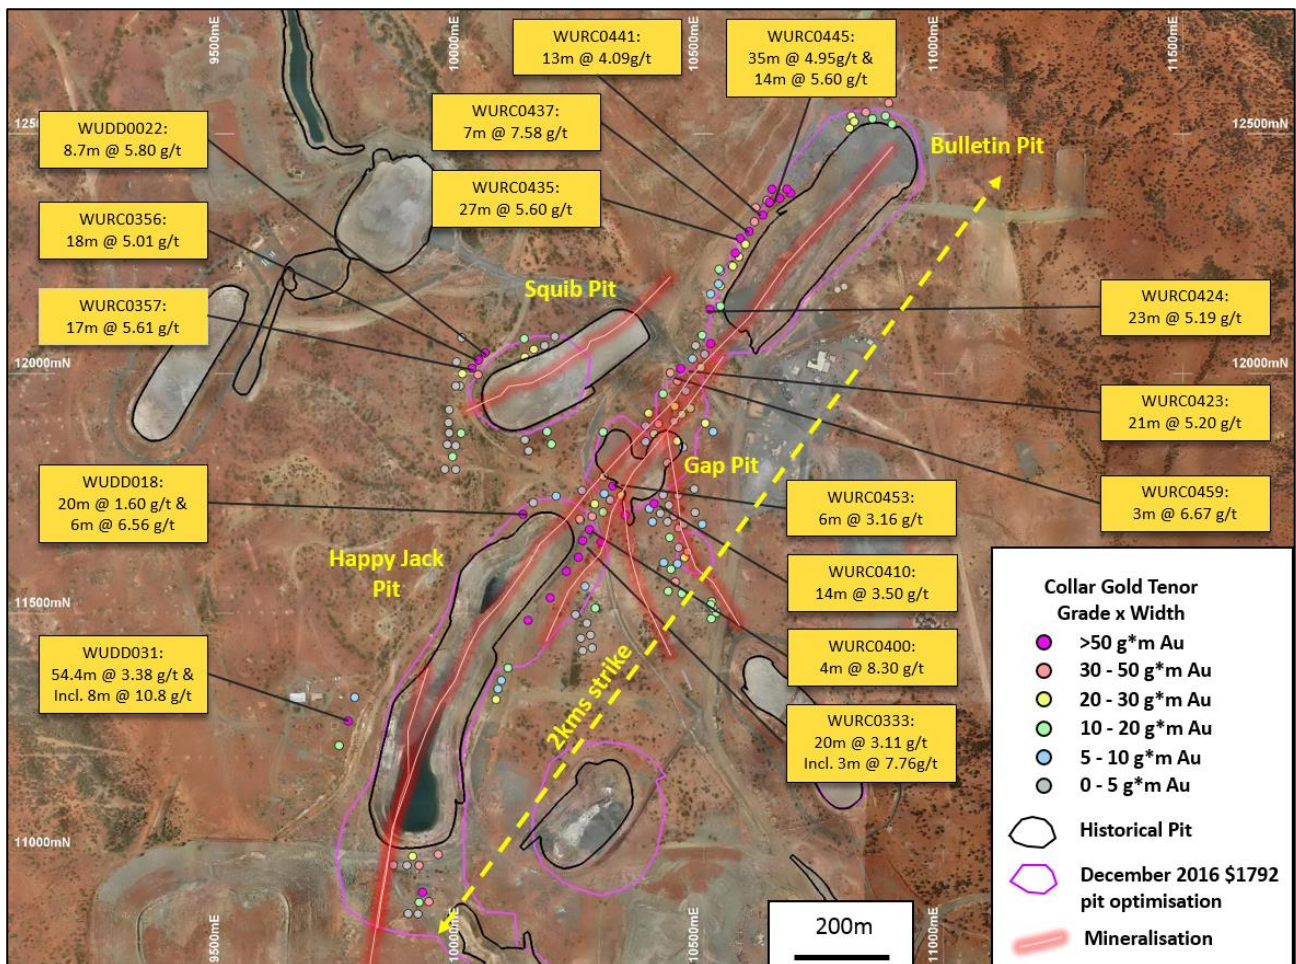 9500mE
10000mE
10500mE
11000mE
11500mE
WURC0441:
13m @ 4.09g/t
WURC0445:
35m @ 4.95g/t &
14m @ 5.60 g/t
WUDD0022:
8.7m @ 5.80 g/t
WURC0437:
7m @ 7.58 g/t
12500mN
Bulletin Pit
WURC0435:
27m @ 5.60 g/t
WURC0356:
18m @ 5.01 g/t
Squib Pit
WURC0357:
17m @ 5.61 g/t
WURC0424:
23m @ 5.19 g/t
12000mN
12000mN
WURC0423:
21m @ 5.20 g/t
Gap Pit
WUDD018:
20m @ 1.60 g/t &
6m @ 6.56 g/t
WURC0453:
6m @ 3.16 g/t
WURC0459:
3m @ 6.67 g/t
Happy Jack
Pit
WURC0410:
14m @ 3.50 g/t
11500mN
WUDD031:
54.4m @ 3.38 g/t &
Incl. 8m @ 10.8 g/t
WURC0400:
4m @ 8.30 g/t
2kms strike
WURC0333:
20m @ 3.11 g/t
Incl. 3m @ 7.76g/t
11000mN
9500mE
10000mE
10500mE
11000mE
200m
Collar Gold Tenor
Grade x Width
>50 g*m Au
30 - 50 g*m Au
20 - 30 g*m Au
10 - 20 g*m Au
5 - 10 g*m Au
0 - 5 g*m Au
Historical Pit
December 2016 $1792
pit optimisation
Mineralisation